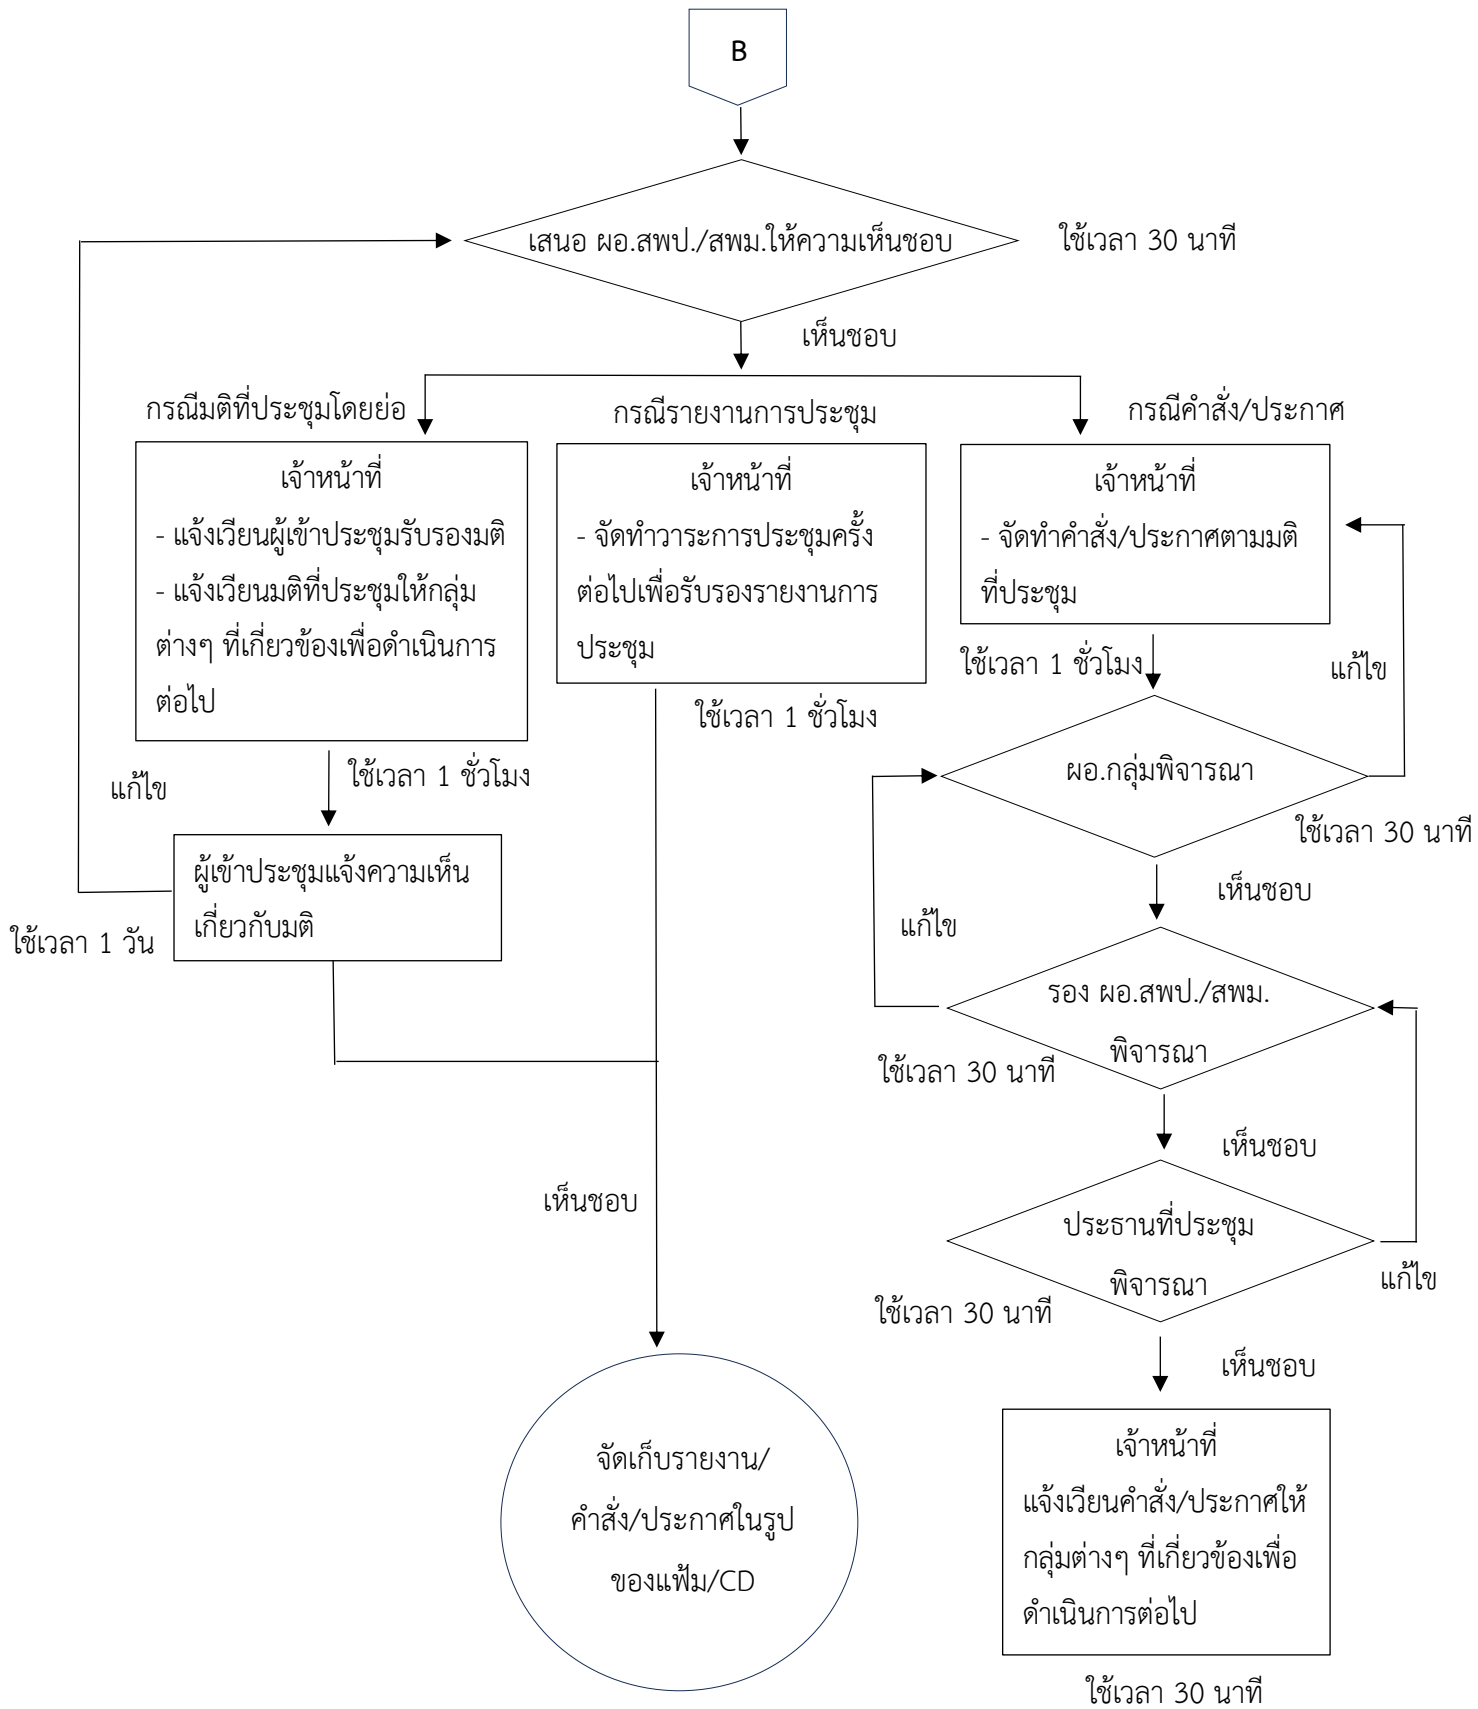 B
เสนอ ผอ.สพป./สพม.ให้ความเห็นชอบ
ใช้เวลา 30 นาที
เห็นชอบ
กรณีมติที่ประชุมโดยย่อ
กรณีรายงานการประชุม
กรณีคำสั่ง/ประกาศ
เจ้าหน้าที่
- แจ้งเวียนผู้เข้าประชุมรับรองมติ
- แจ้งเวียนมติที่ประชุมให้กลุ่ม
ต่างๆ ที่เกี่ยวข้องเพื่อดำเนินการ
ต่อไป
เจ้าหน้าที่
- จัดทำวาระการประชุมครั้ง
ต่อไปเพื่อรับรองรายงานการ
ประชุม
เจ้าหน้าที่
- จัดทำคำสั่ง/ประกาศตามมติ
ที่ประชุม
ใช้เวลา 1 ชั่วโมง
แก้ไข
ใช้เวลา 1 ชั่วโมง
ใช้เวลา 1 ชั่วโมง
แก้ไข
ผอ.กลุ่มพิจารณา
ใช้เวลา 30 นาที
ผู้เข้าประชุมแจ้งความเห็น
เกี่ยวกับมติ
ใช้เวลา 1 วัน
เห็นชอบ
แก้ไข
รอง ผอ.สพป./สพม.
พิจารณา
ใช้เวลา 30 นาที
เห็นชอบ
เห็นชอบ
ประธานที่ประชุม
พิจารณา
แก้ไข
ใช้เวลา 30 นาที
เห็นชอบ
จัดเก็บรายงาน/
คำสั่ง/ประกาศในรูป
ของแฟ้ม/CD
เจ้าหน้าที่
แจ้งเวียนคำสั่ง/ประกาศให้
กลุ่มต่างๆ ที่เกี่ยวข้องเพื่อ
ดำเนินการต่อไป
ใช้เวลา 30 นาที